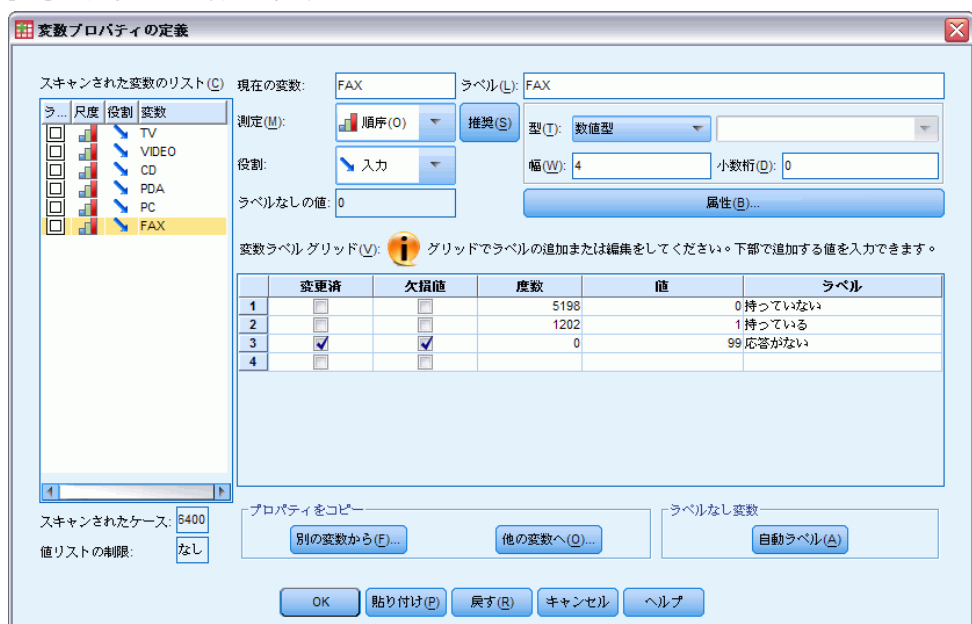 変数プロパティの定義
スキャンされた変数のリスト(C)
現在の変数: FAX ラベル(L): FAX
ラ... 尺度 役割 変数
TV
VIDEO
CD
PDA
PC
FAX
測定(M): 順序(O) 推奨(S) 型(T): 数値型
役割: 入力 幅(W): 4 小数桁(D): 0
ラベルなしの値: 0 属性(B)...
変数ラベル グリッド(V): i グリッドでラベルの追加または編集をしてください。下部で追加する値を入力できます。
変更済 欠損値 度数 値 ラベル
1 5198 0 持っていない
2 1202 1 持っている
3 0 99 応答がない
4
スキャンされたケース: 6400
値リストの制限: なし
プロパティをコピー
別の変数から(F)... 他の変数へ(O)...
ラベルなし変数
自動ラベル(A)
OK 貼り付け(P) 戻す(R) キャンセル ヘルプ